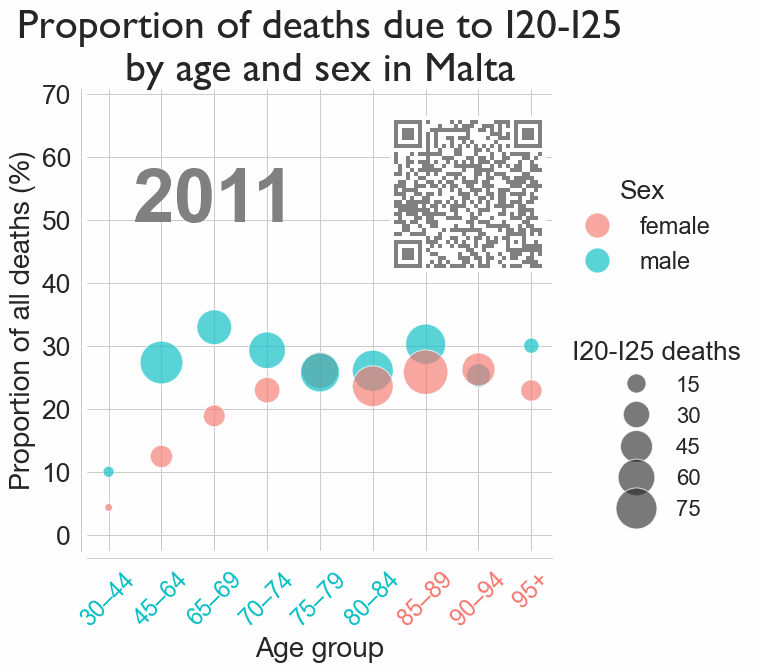 Proportion of deaths due to I20-I25
by age and sex in Malta
Proportion of all deaths (%)
70
60
50
40
30
20
10
0
2011
30–44
45–64
65–69
70–74
75–79
80–84
85–89
90–94
95+
Age group
Sex
female
male
I20-I25 deaths
15
30
45
60
75